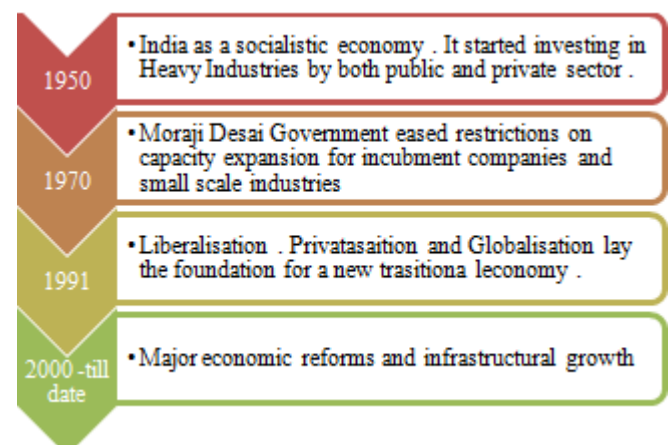 1950
•India as a socialistic economy . It started investing in
Heavy Industries by both public and private sector .
1970
•Moraji Desai Government eased restrictions on
capacity expansion for incubment companies and
small scale industries
1991
•Liberalisation . Privatasaition and Globalisation lay
the foundation for a new trasitiona leconomy .
2000 -till
date
•Major economic reforms and infrastructural growth